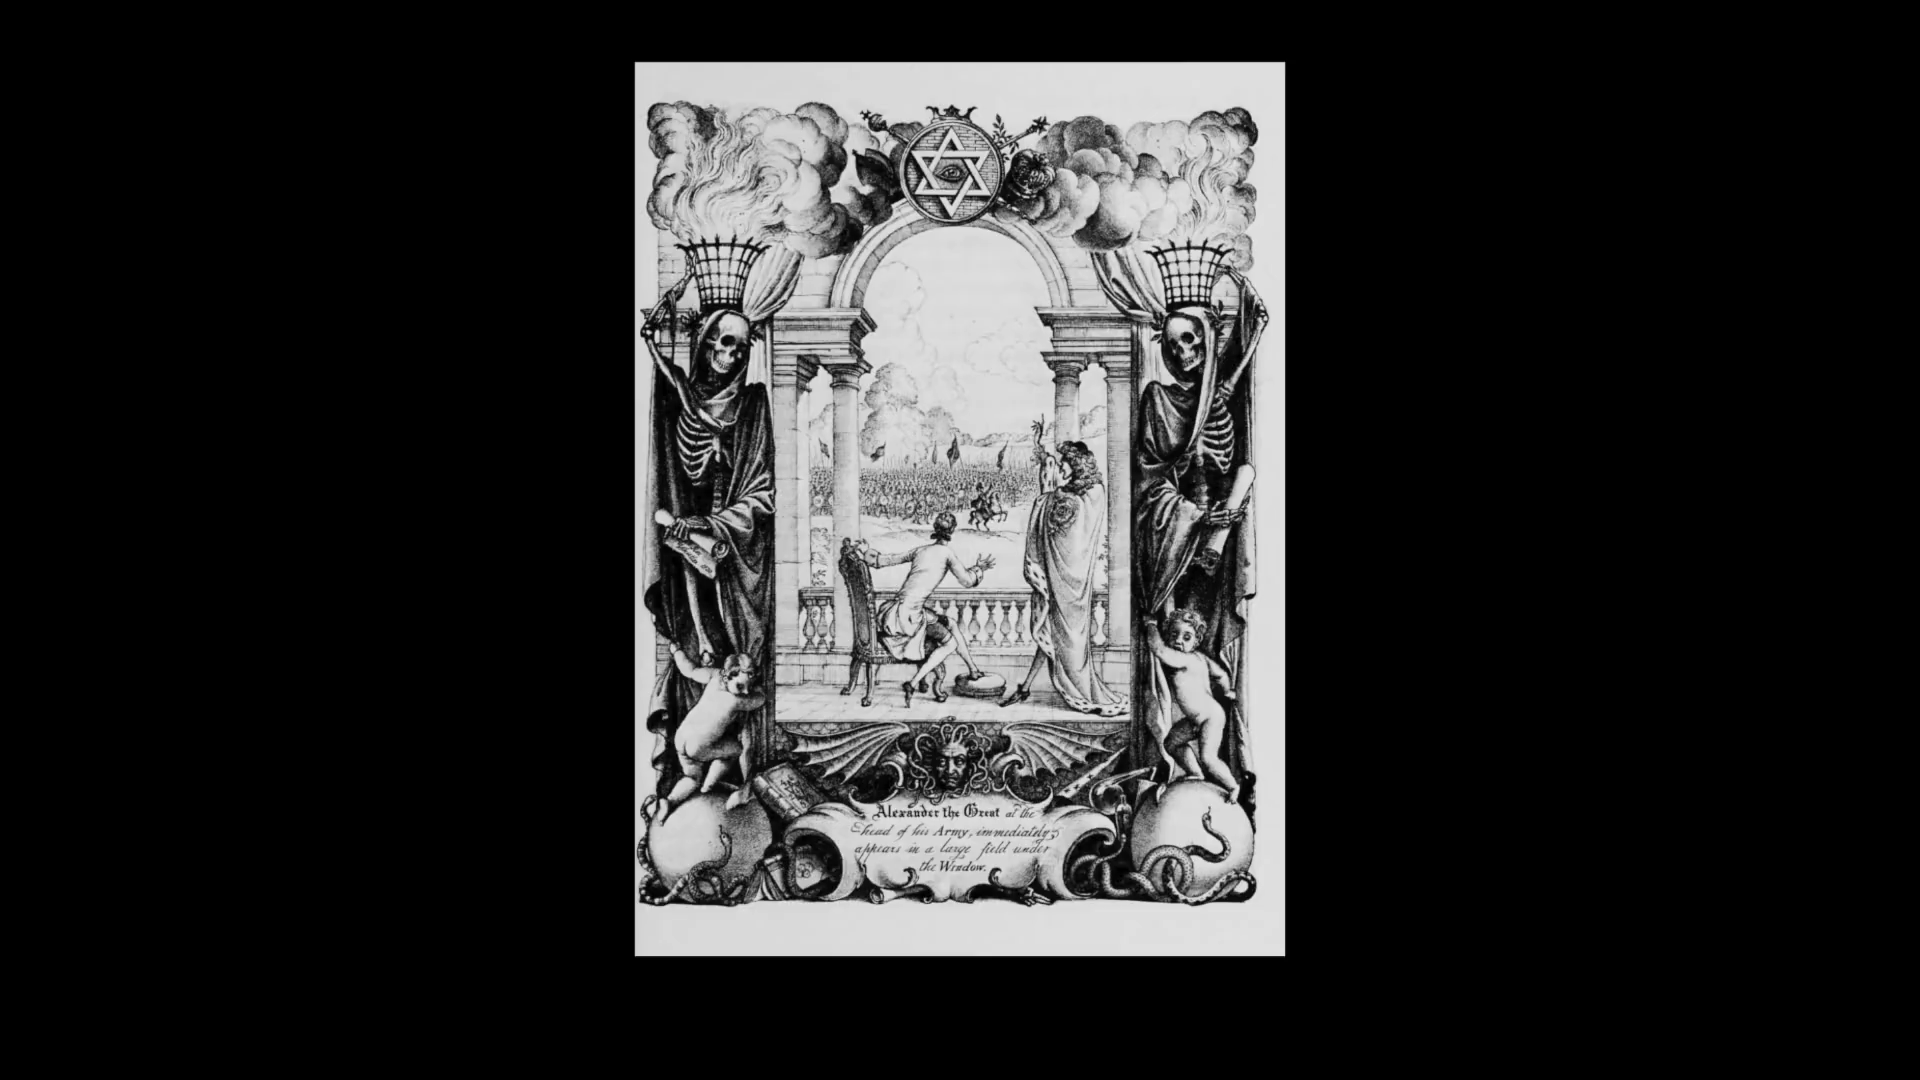 Alexander the Great at the
head of his Army, immediately
appears in a large field under
the Window.